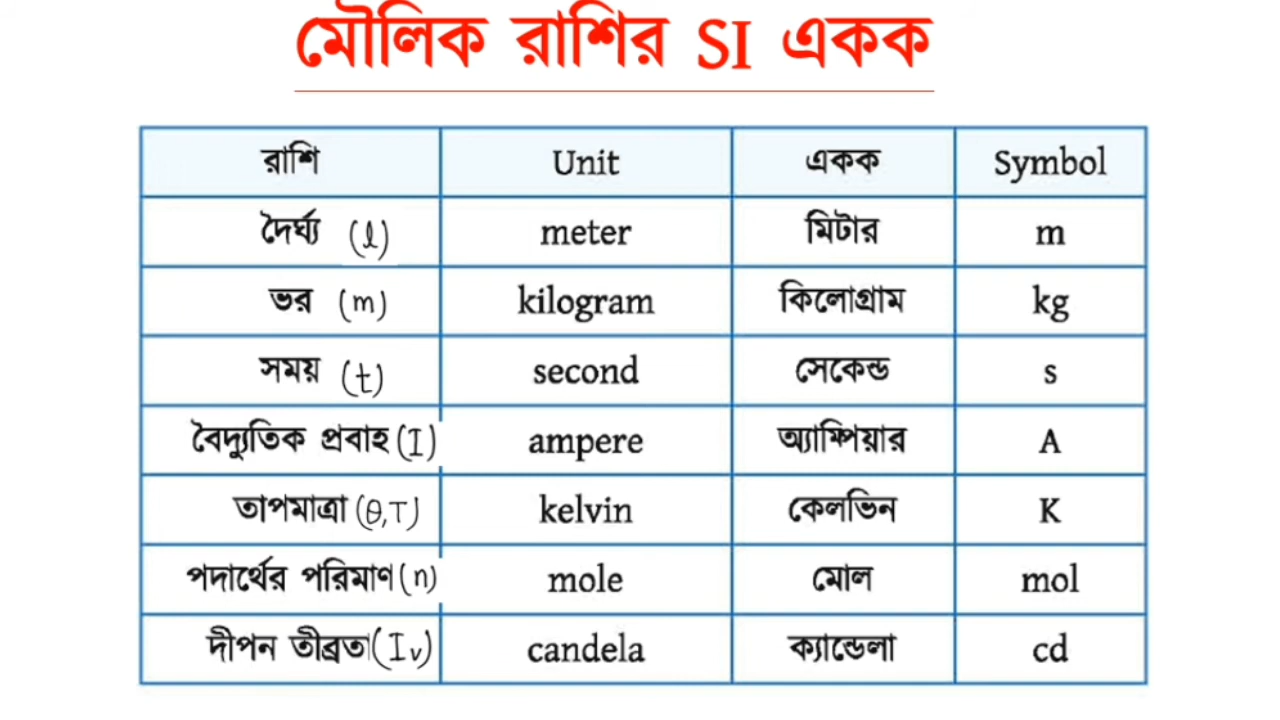 মৌলিক রাশির SI একক
রাশি Unit একক Symbol
দৈর্ঘ্য (l) meter মিটার m
ভর (m) kilogram কিলোগ্রাম kg
সময় (t) second সেকেন্ড s
বৈদ্যুতিক প্রবাহ (I) ampere অ্যাম্পিয়ার A
তাপমাত্রা (θ,T) kelvin কেলভিন K
পদার্থের পরিমাণ (n) mole মোল mol
দীপন তীব্রতা (Iv) candela ক্যান্ডেলা cd